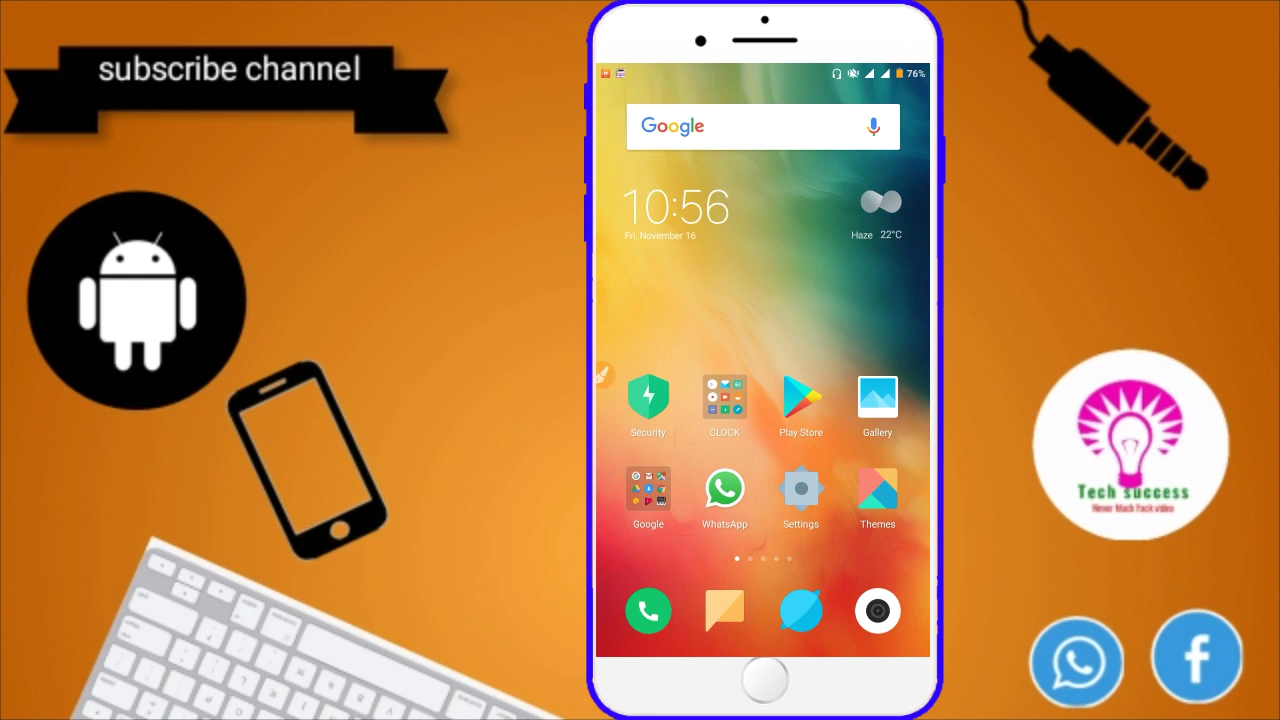 subscribe channel
76%
Google
10:56
Fri, November 16
Haze 22°C
Security
CLOCK
Play Store
Gallery
Google
WhatsApp
Settings
Themes
Tech success